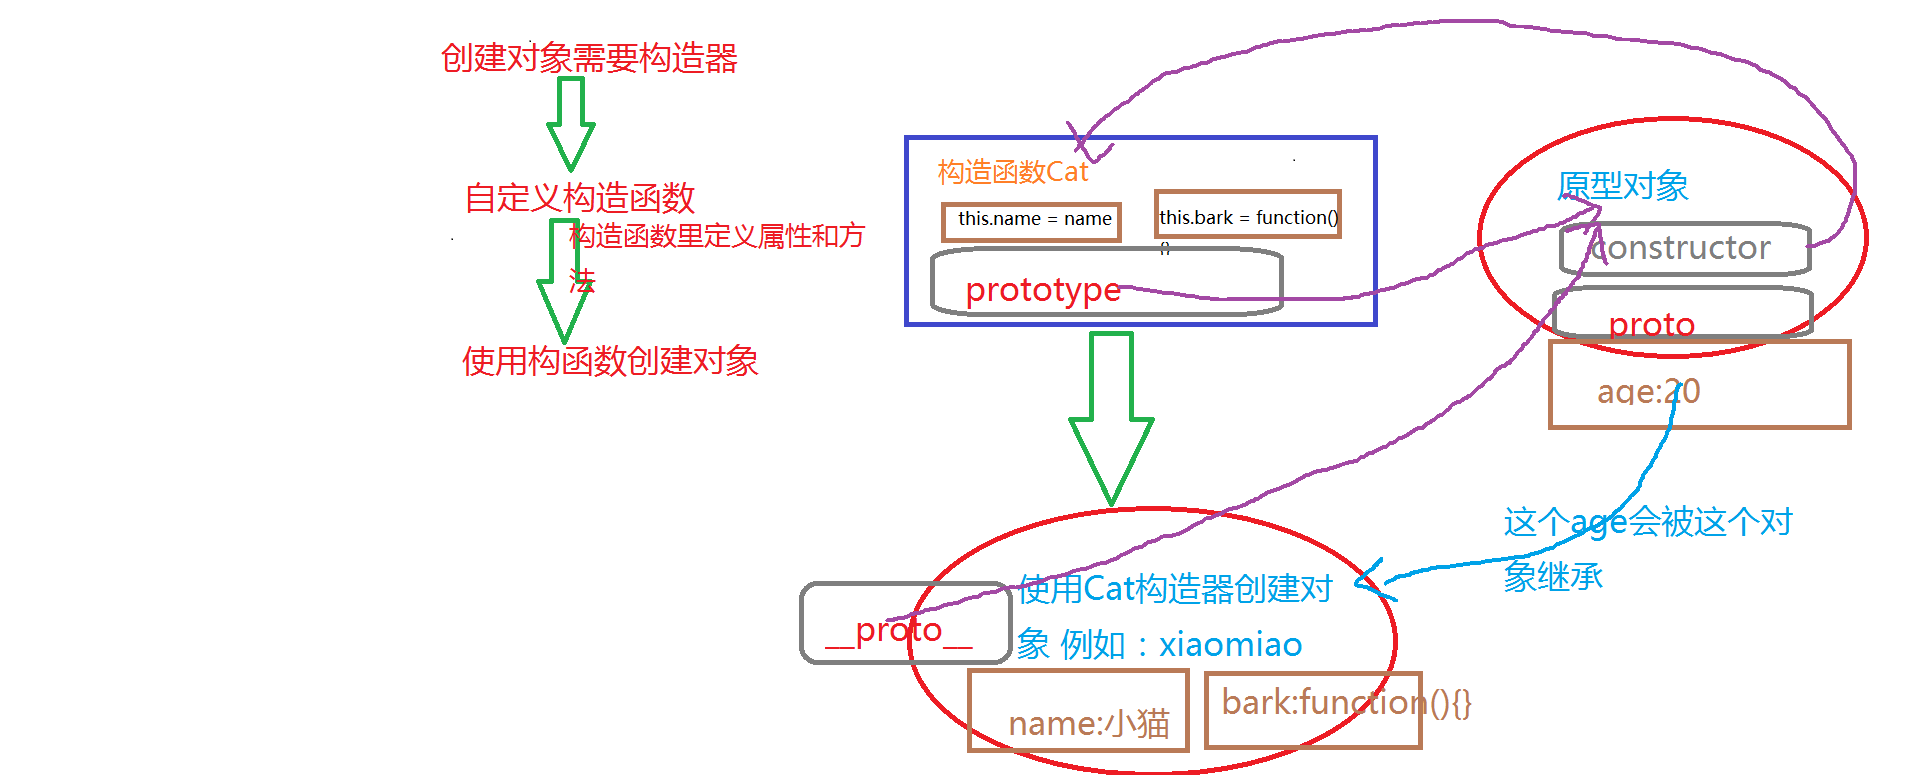 创建对象需要构造器
自定义构造函数
构造函数里定义属性和方
法
使用构函数创建对象
构造函数Cat
this.name = name
this.bark = function()
{}
prototype
原型对象
constructor
proto
age:20
这个age会被这个对
象继承
使用Cat构造器创建对
象 例如：xiaomiao
__proto__
name:小猫
bark:function(){}